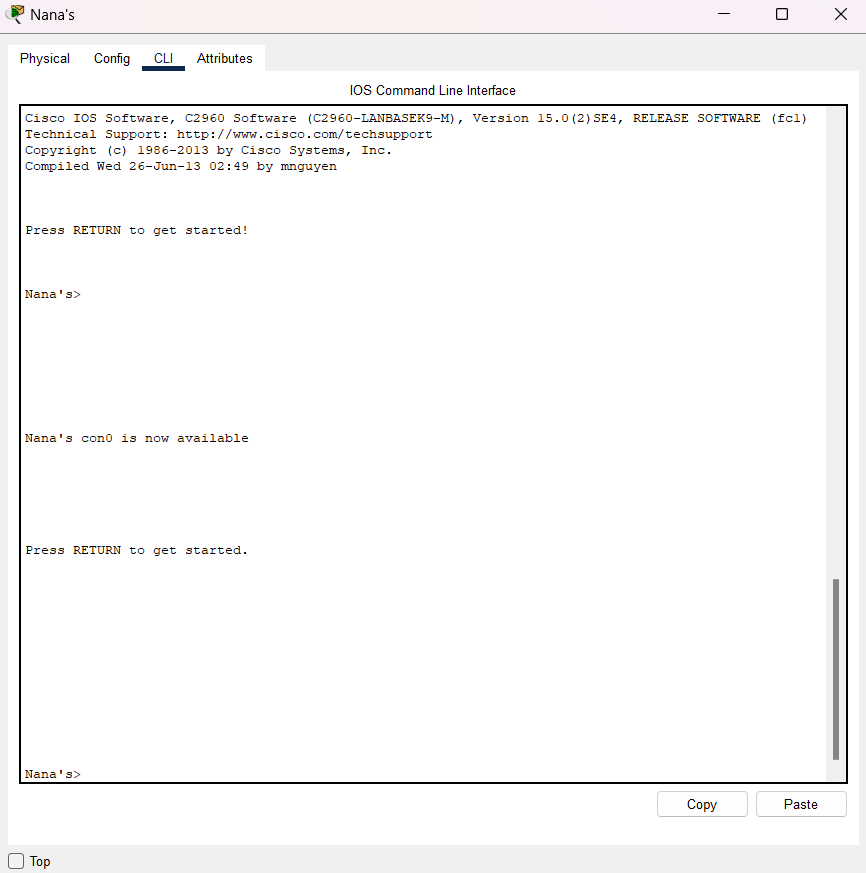 Nana's
Physical Config CLI Attributes
IOS Command Line Interface
Cisco IOS Software, C2960 Software (C2960-LANBASEK9-M), Version 15.0(2)SE4, RELEASE SOFTWARE (fc1)
Technical Support: http://www.cisco.com/techsupport
Copyright (c) 1986-2013 by Cisco Systems, Inc.
Compiled Wed 26-Jun-13 02:49 by mnguyen
Press RETURN to get started!
Nana's>
Nana's con0 is now available
Press RETURN to get started.
Nana's>
Copy Paste
Top